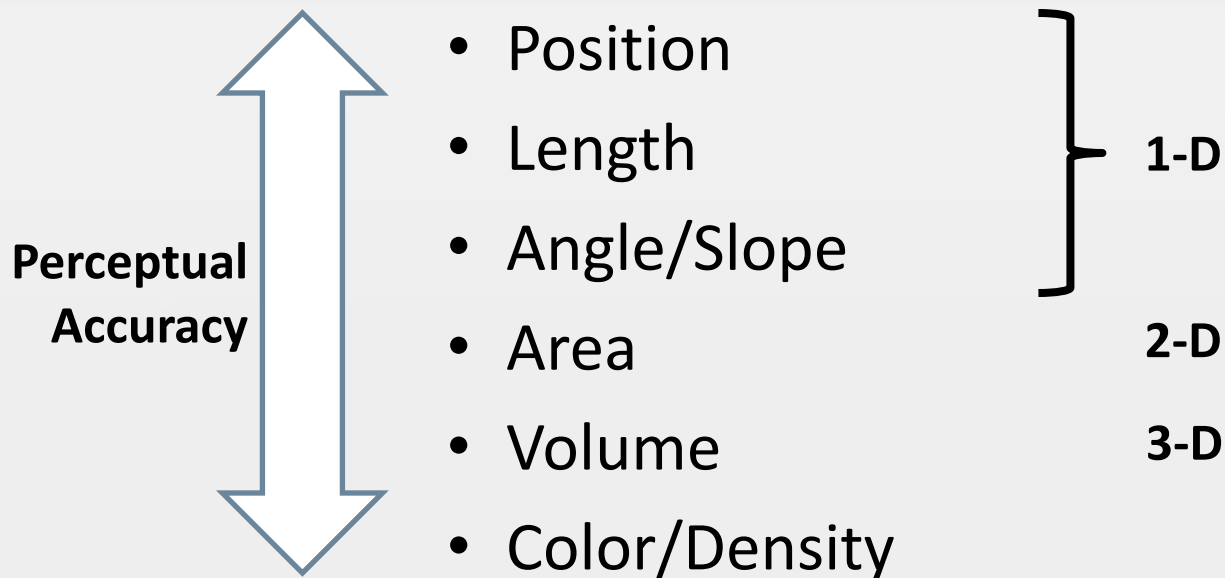 Perceptual
Accuracy
• Position
• Length
• Angle/Slope
• Area
• Volume
• Color/Density
1-D
2-D
3-D